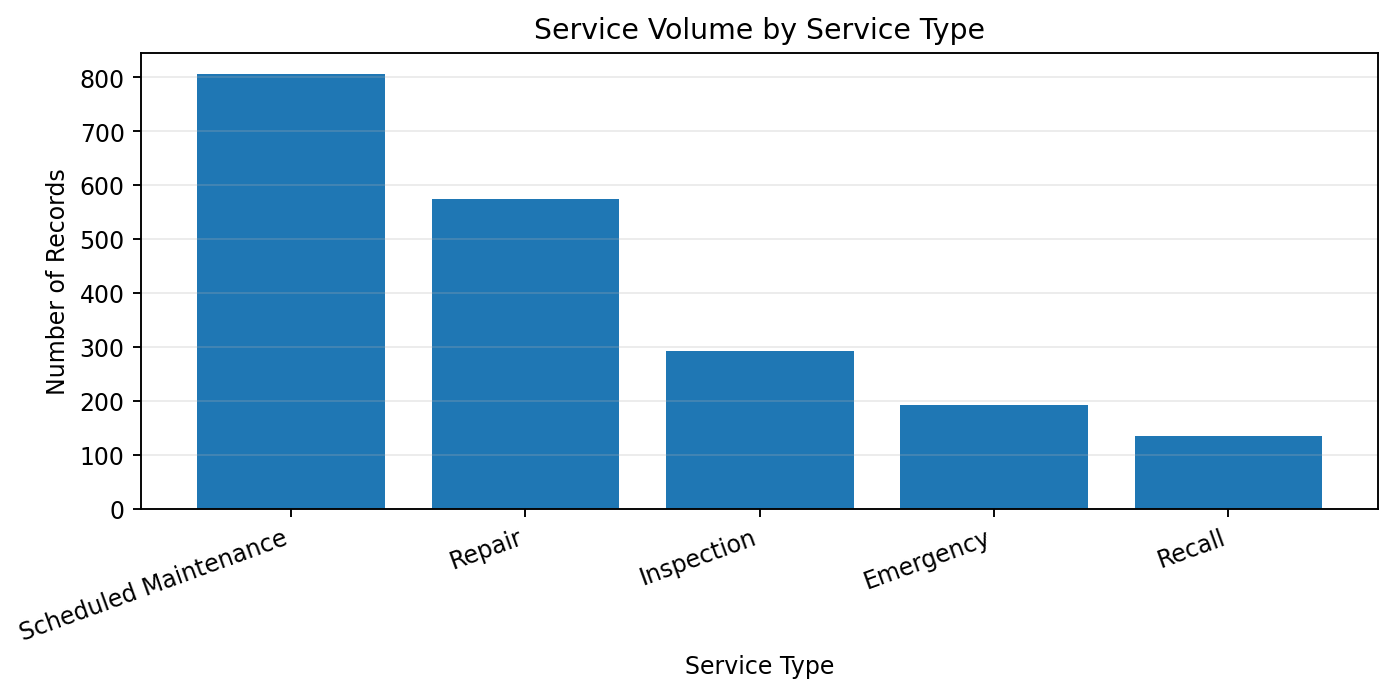 Service Volume by Service Type
Number of Records
800
700
600
500
400
300
200
100
0
Scheduled Maintenance
Repair
Inspection
Emergency
Recall
Service Type